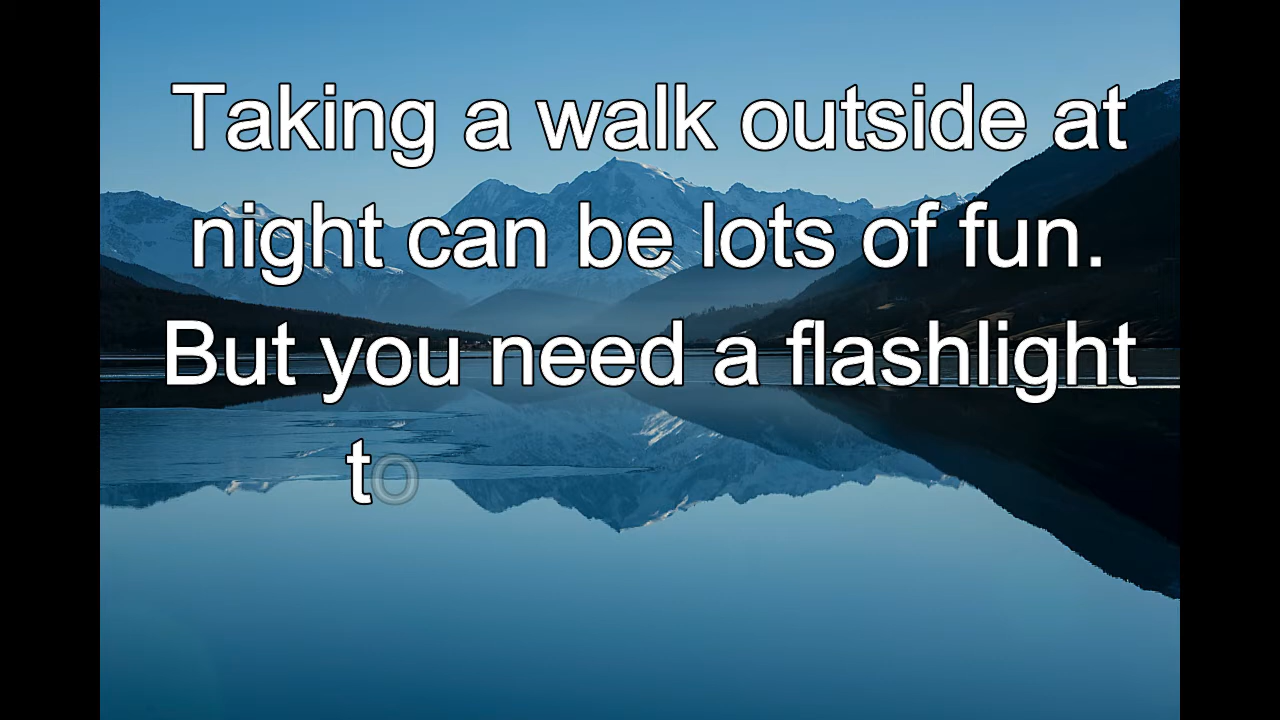 Taking a walk outside at
night can be lots of fun.
But you need a flashlight
to